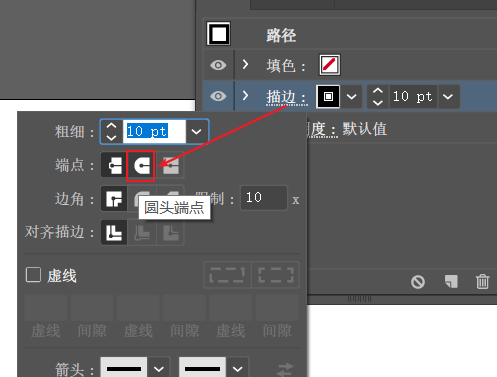 路径
填色：
描边： 10 pt
度： 默认值
粗细： 10 pt
端点：
边角： 限制： 10 x
圆头端点
对齐描边：
虚线
虚线 间隙 虚线 间隙 虚线 间隙
箭头：